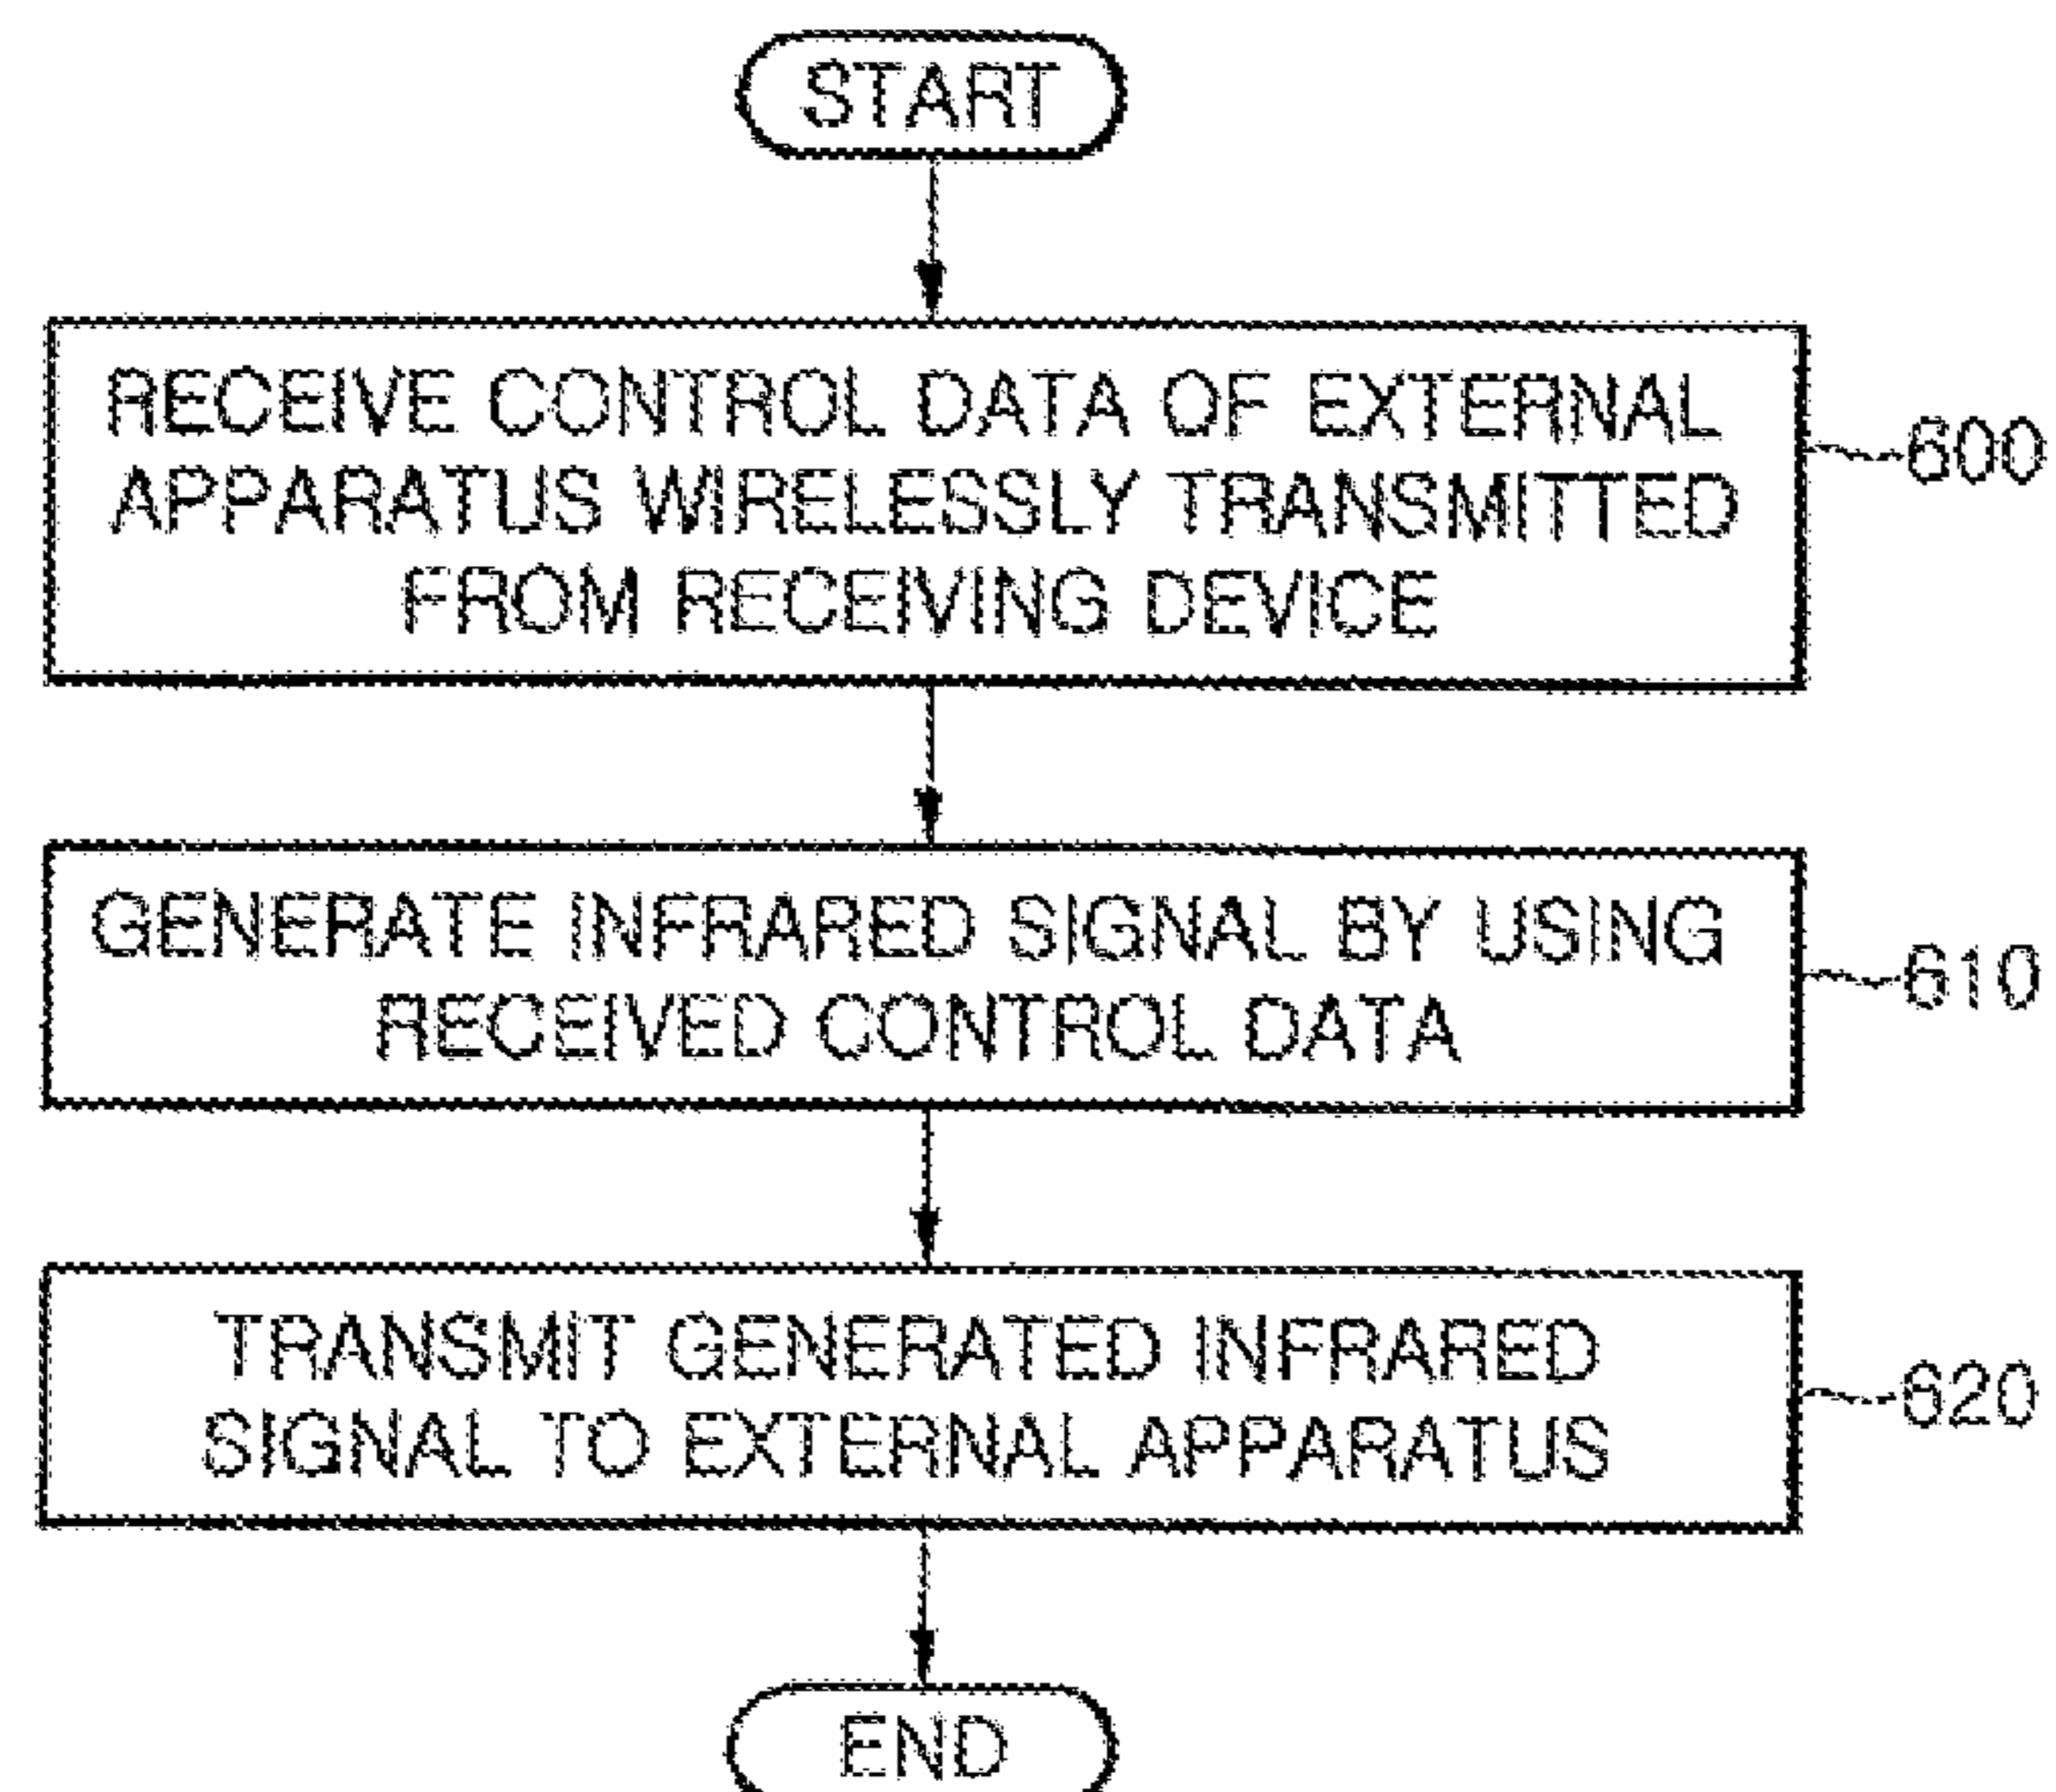 START
RECEIVE CONTROL DATA OF EXTERNAL
APPARATUS WIRELESSLY TRANSMITTED
FROM RECEIVING DEVICE
600
GENERATE INFRARED SIGNAL BY USING
RECEIVED CONTROL DATA
610
TRANSMIT GENERATED INFRARED
SIGNAL TO EXTERNAL APPARATUS
620
END